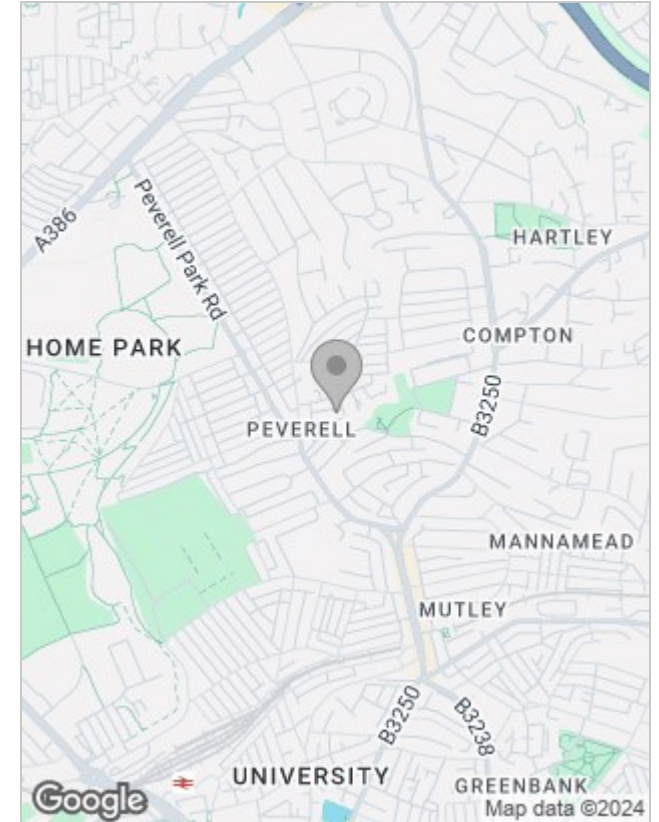 A386
Peverell Park Rd
HARTLEY
COMPTON
HOME PARK
B3250
PEVERELL
MANNAMEAD
MUTLEY
B3250
B3238
UNIVERSITY
GREENBANK
Google
Map data ©2024